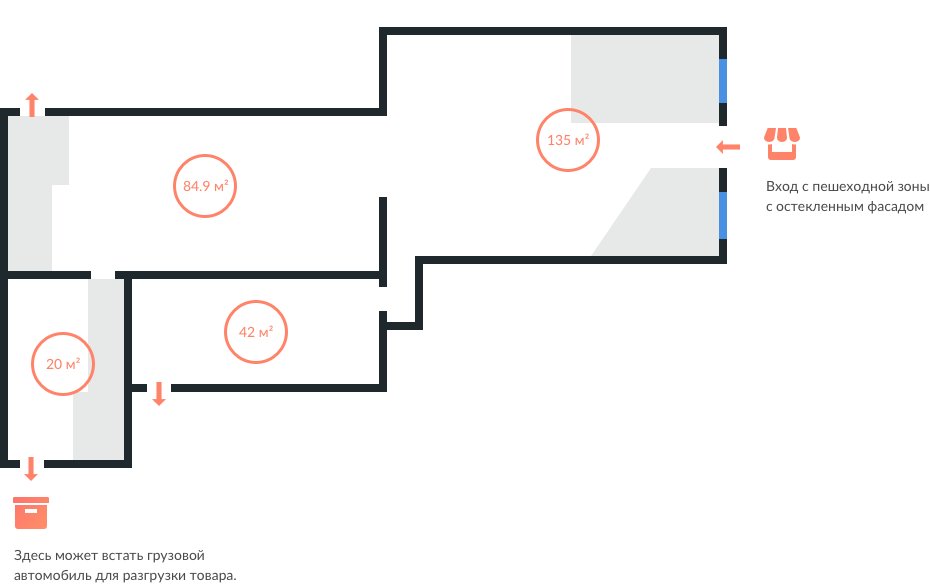 135 м²
84.9 м²
Вход с пешеходной зоны
с остекленным фасадом
42 м²
20 м²
Здесь может встать грузовой
автомобиль для разгрузки товара.